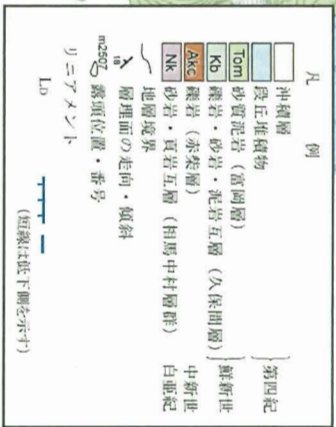 凡 例
沖積層
段丘堆積物
第四紀
Tom 砂質泥岩（富岡層）
Kb 礫岩・砂岩・泥岩互層（久保間層）
鮮新世
Akc 礫岩（赤柴層） 中新世
Nk 砂岩・頁岩互層（相馬中村層群） 白亜紀
地層境界
18 層理面の走向・傾斜
m2507 露頭位置・番号
リニアメント
LD
（短線は低下側を示す）